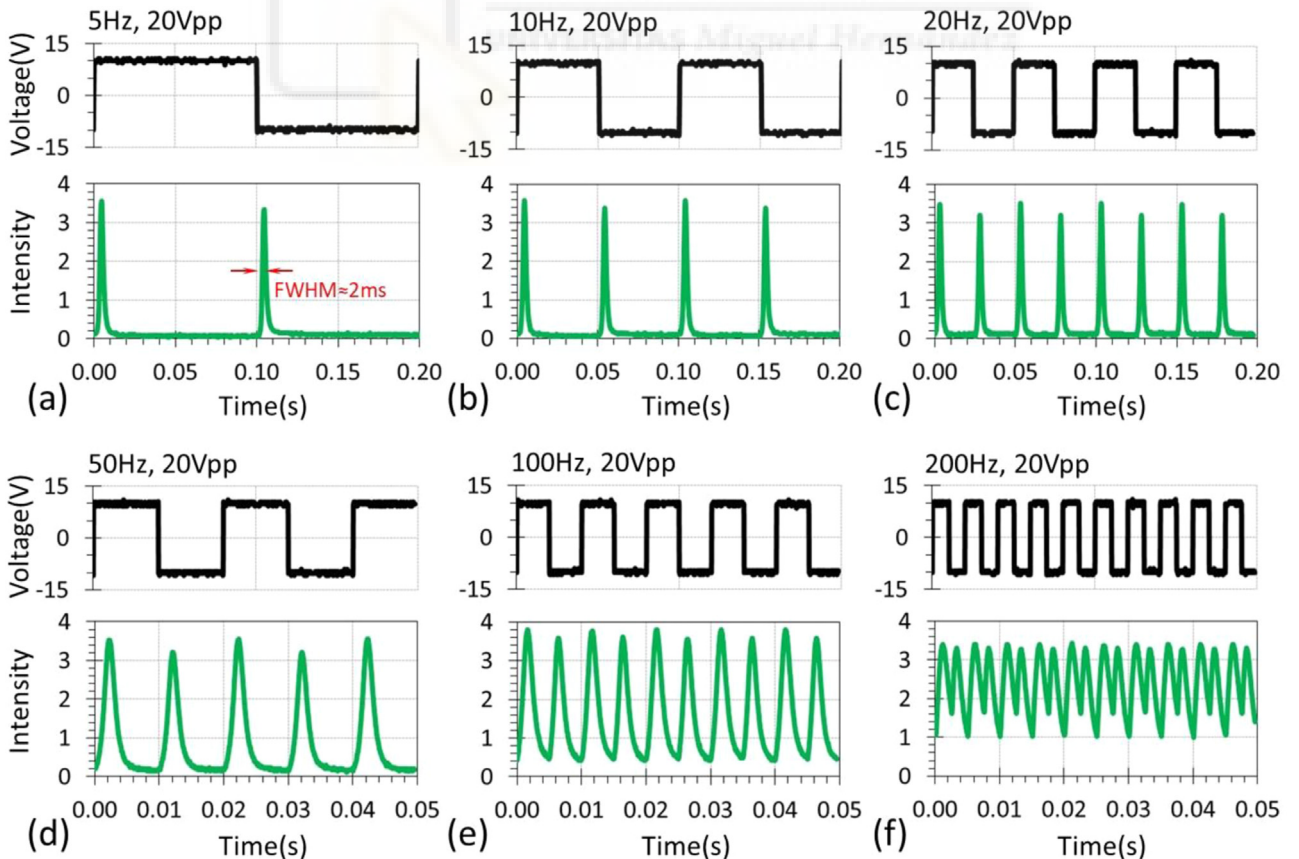 UNIVERSITAS Miguel Hernández
5Hz, 20Vpp
10Hz, 20Vpp
20Hz, 20Vpp
Voltage(V)
15
0
-15
15
0
-15
15
0
-15
Intensity
4
3
2
1
0
FWHM≈2ms
4
3
2
1
0
4
3
2
1
0
0.00 0.05 0.10 0.15 0.20
0.00 0.05 0.10 0.15 0.20
0.00 0.05 0.10 0.15 0.20
(a) Time(s)
(b) Time(s)
(c) Time(s)
50Hz, 20Vpp
100Hz, 20Vpp
200Hz, 20Vpp
Voltage(V)
15
0
-15
15
0
-15
15
0
-15
Intensity
4
3
2
1
0
4
3
2
1
0
4
3
2
1
0
0.00 0.01 0.02 0.03 0.04 0.05
0.00 0.01 0.02 0.03 0.04 0.05
0.00 0.01 0.02 0.03 0.04 0.05
(d) Time(s)
(e) Time(s)
(f) Time(s)